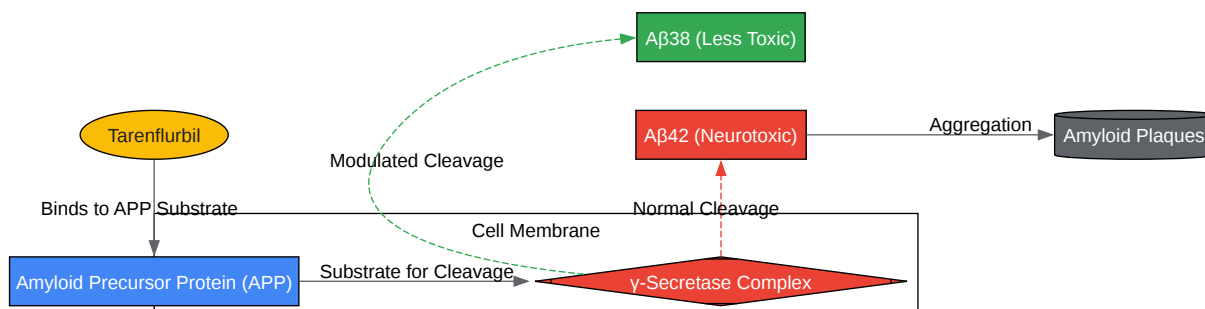 Aβ38 (Less Toxic)
Tarenflurbil
Aβ42 (Neurotoxic)
Aggregation
Amyloid Plaques
Modulated Cleavage
Binds to APP Substrate
Normal Cleavage
Cell Membrane
Amyloid Precursor Protein (APP)
Substrate for Cleavage
γ-Secretase Complex